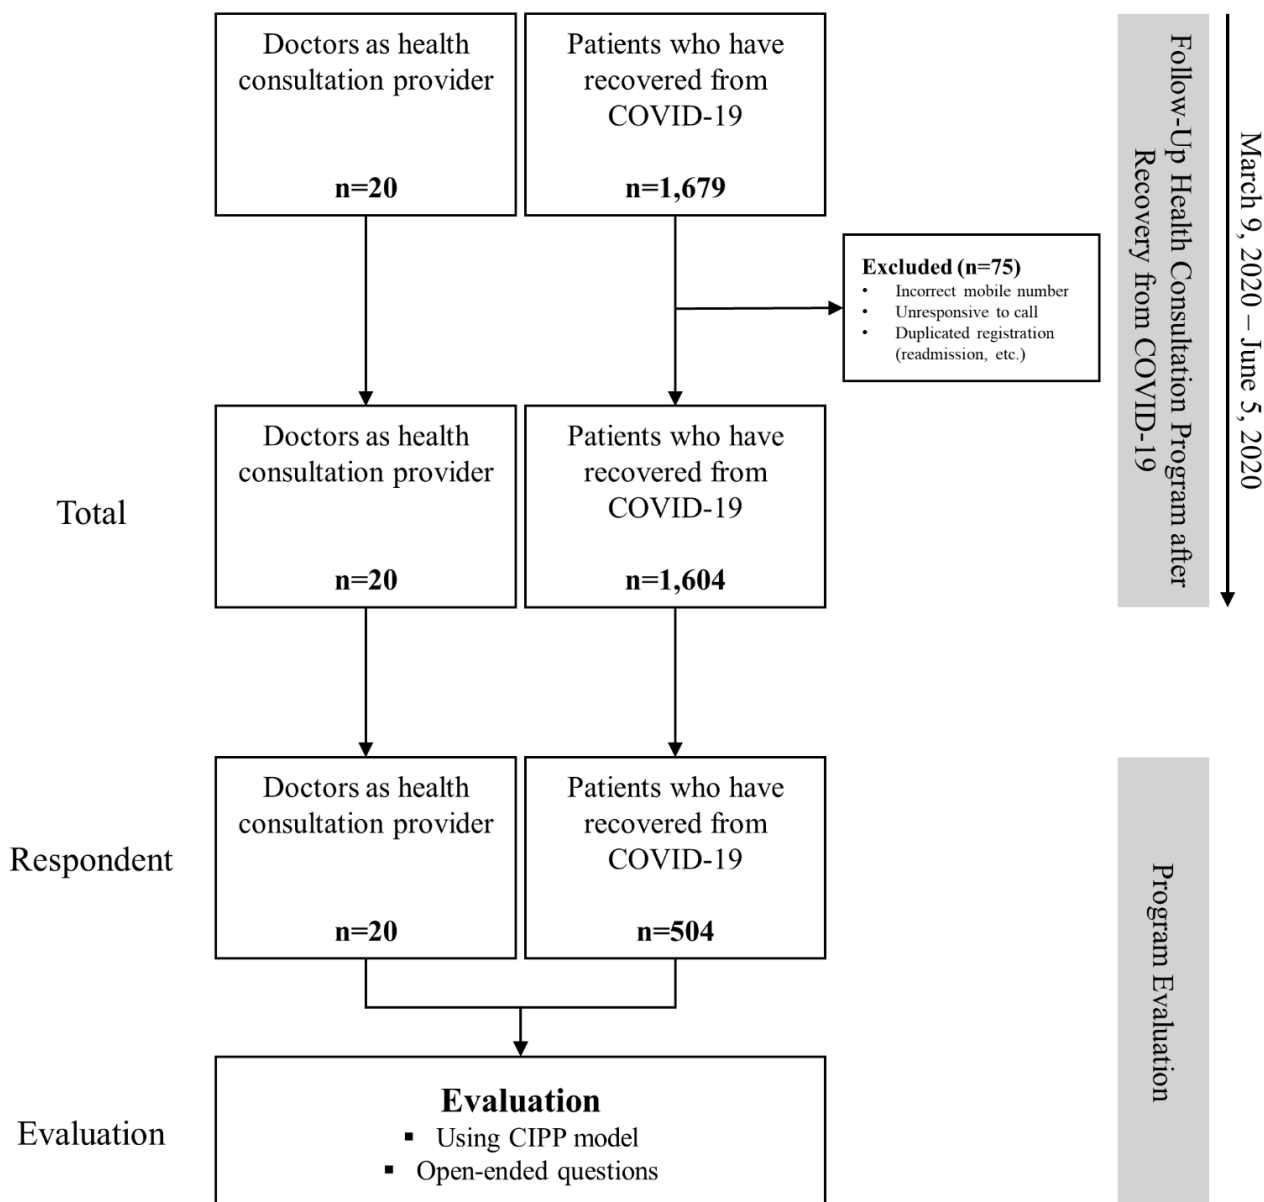 Doctors as health
consultation provider
n=20
Patients who have
recovered from
COVID-19
n=1,679
Excluded (n=75)
• Incorrect mobile number
• Unresponsive to call
• Duplicated registration
(readmission, etc.)
Follow-Up Health Consultation Program after
Recovery from COVID-19
March 9, 2020 – June 5, 2020
Total
Doctors as health
consultation provider
n=20
Patients who have
recovered from
COVID-19
n=1,604
Respondent
Doctors as health
consultation provider
n=20
Patients who have
recovered from
COVID-19
n=504
Program Evaluation
Evaluation
Evaluation
▪ Using CIPP model
▪ Open-ended questions